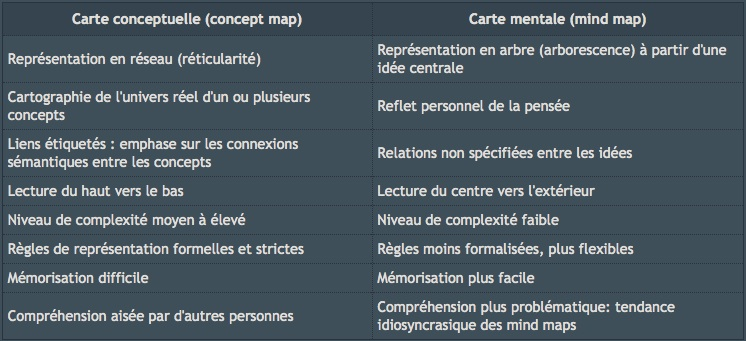 Carte conceptuelle (concept map)
Carte mentale (mind map)
Représentation en réseau (réticularité)
Représentation en arbre (arborescence) à partir d'une
idée centrale
Cartographie de l'univers réel d'un ou plusieurs
concepts
Reflet personnel de la pensée
Liens étiquetés : emphase sur les connexions
sémantiques entre les concepts
Relations non spécifiées entre les idées
Lecture du haut vers le bas
Lecture du centre vers l'extérieur
Niveau de complexité moyen à élevé
Niveau de complexité faible
Règles de représentation formelles et strictes
Règles moins formalisées, plus flexibles
Mémorisation difficile
Mémorisation plus facile
Compréhension aisée par d'autres personnes
Compréhension plus problématique: tendance
idiosyncrasique des mind maps